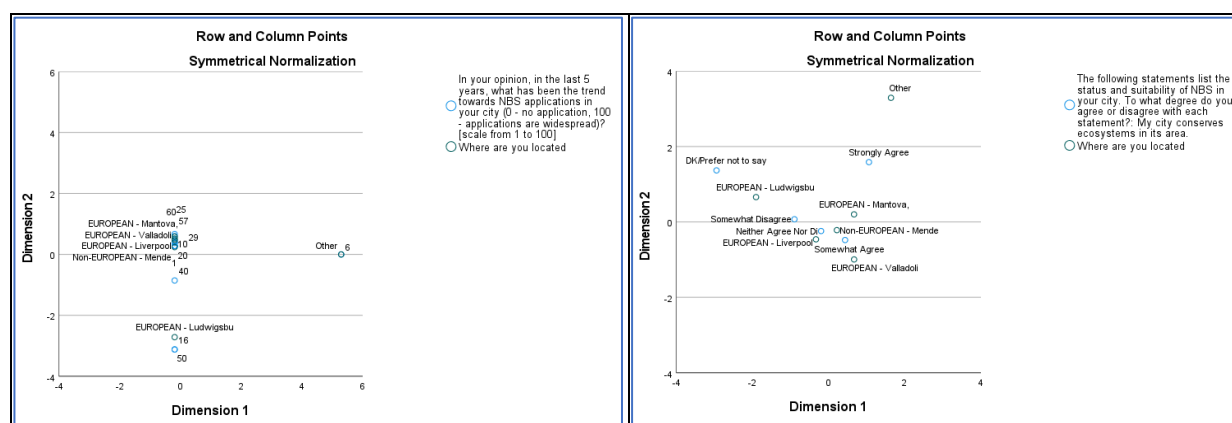 Row and Column Points
Symmetrical Normalization
6
4
2
0
-2
-4
-4
-2
0
2
4
6
Dimension 2
Dimension 1
60
25
EUROPEAN - Mantova,
57
EUROPEAN - Valladoli
29
EUROPEAN - Liverpool
10
Non-EUROPEAN - Mende
20
1
40
Other
6
EUROPEAN - Ludwigsbu
16
50
In your opinion, in the last 5
years, what has been the trend
towards NBS applications in
your city (0 - no application, 100
- applications are widespread)?
[scale from 1 to 100]
Where are you located
Row and Column Points
Symmetrical Normalization
4
2
0
-2
-4
-4
-2
0
2
4
Dimension 2
Dimension 1
Other
Strongly Agree
DK/Prefer not to say
EUROPEAN - Ludwigsbu
EUROPEAN - Mantova,
Somewhat Disagree
Neither Agree Nor Di
Non-EUROPEAN - Mende
EUROPEAN - Liverpool
Somewhat Agree
EUROPEAN - Valladoli
The following statements list the
status and suitability of NBS in
your city. To what degree do you
agree or disagree with each
statement?: My city conserves
ecosystems in its area.
Where are you located